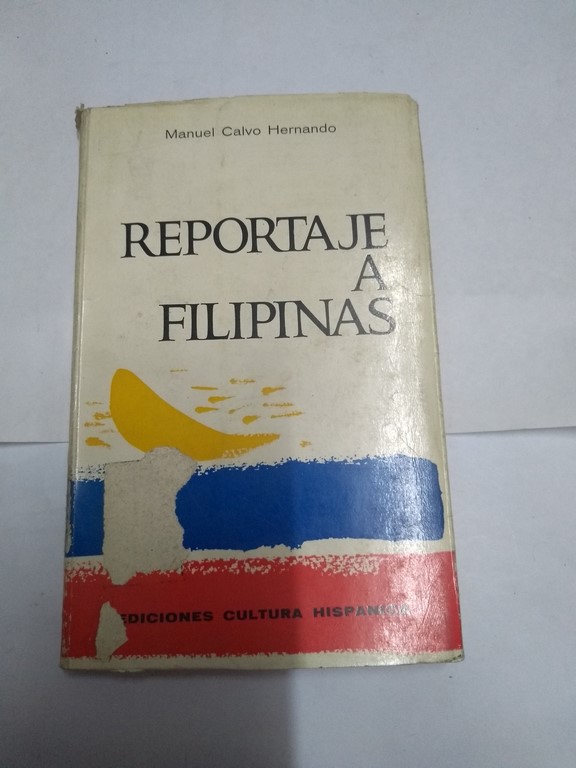 Manuel Calvo Hernando
REPORTAJE
A
FILIPINAS
EDICIONES CULTURA HISPANICA